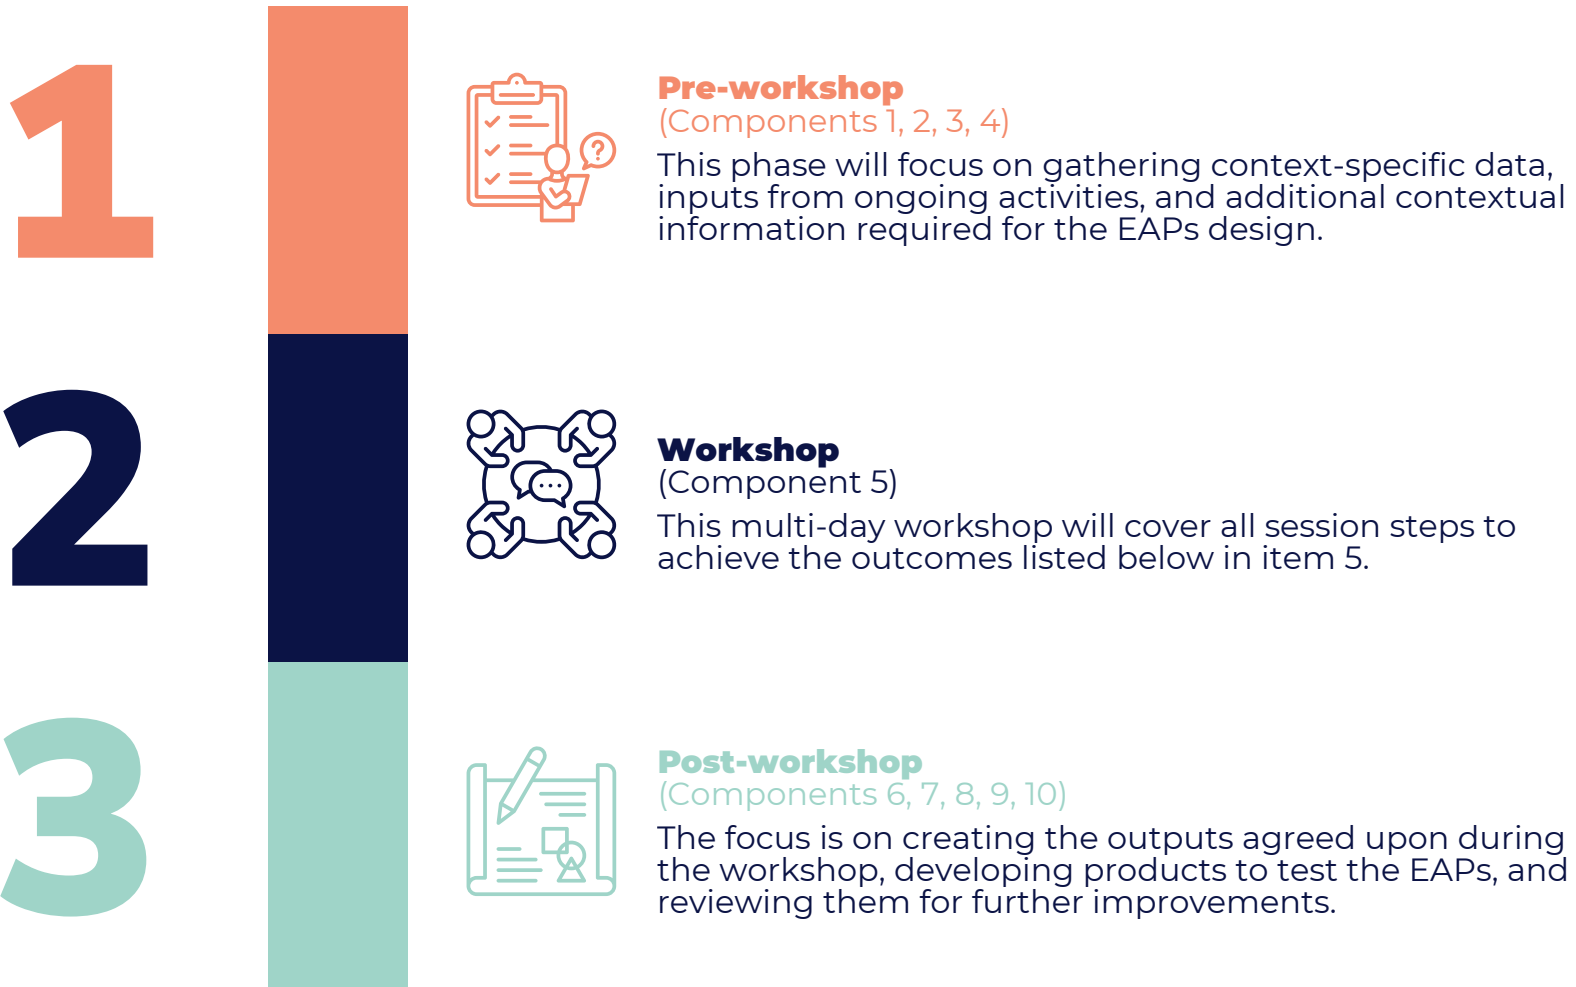 1
Pre-workshop
(Components 1, 2, 3, 4)
This phase will focus on gathering context-specific data,
inputs from ongoing activities, and additional contextual
information required for the EAPs design.
2
Workshop
(Component 5)
This multi-day workshop will cover all session steps to
achieve the outcomes listed below in item 5.
3
Post-workshop
(Components 6, 7, 8, 9, 10)
The focus is on creating the outputs agreed upon during
the workshop, developing products to test the EAPs, and
reviewing them for further improvements.